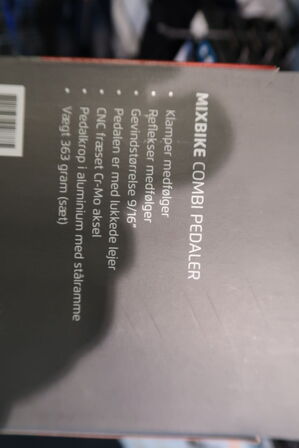 MIXBIKE COMBI PEDALER
• Klamper medfølger
• Reflekser medfølger
• Gevindstørrelse 9/16"
• Pedalen er med lukkede lejer
• CNC fræset Cr-Mo aksel
• Pedalkrop i aluminium med stålramme
• Vægt 363 gram (sæt)